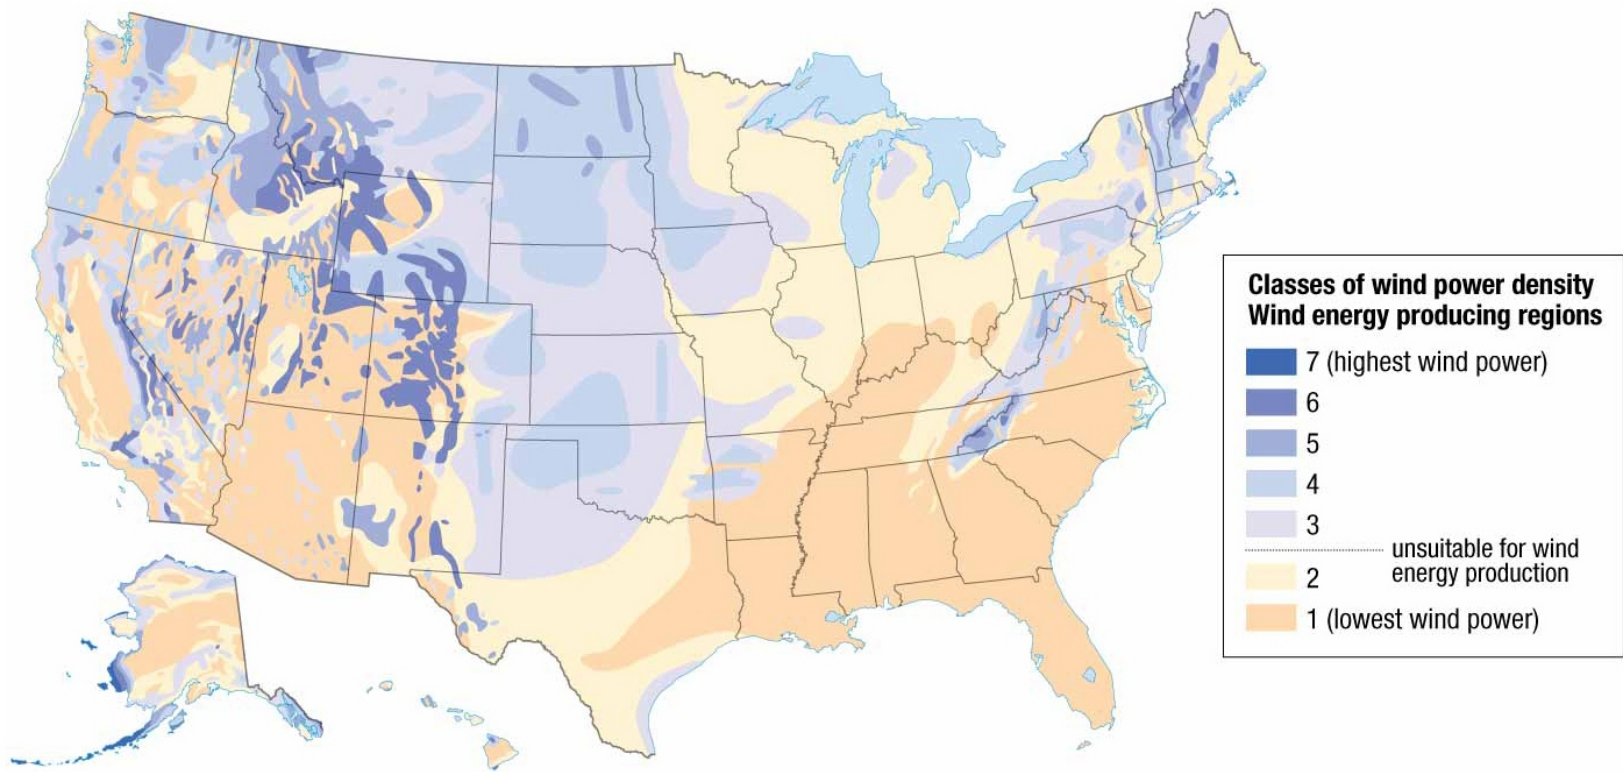 Classes of wind power density
Wind energy producing regions
7 (highest wind power)
6
5
4
3
unsuitable for wind
energy production
2
1 (lowest wind power)